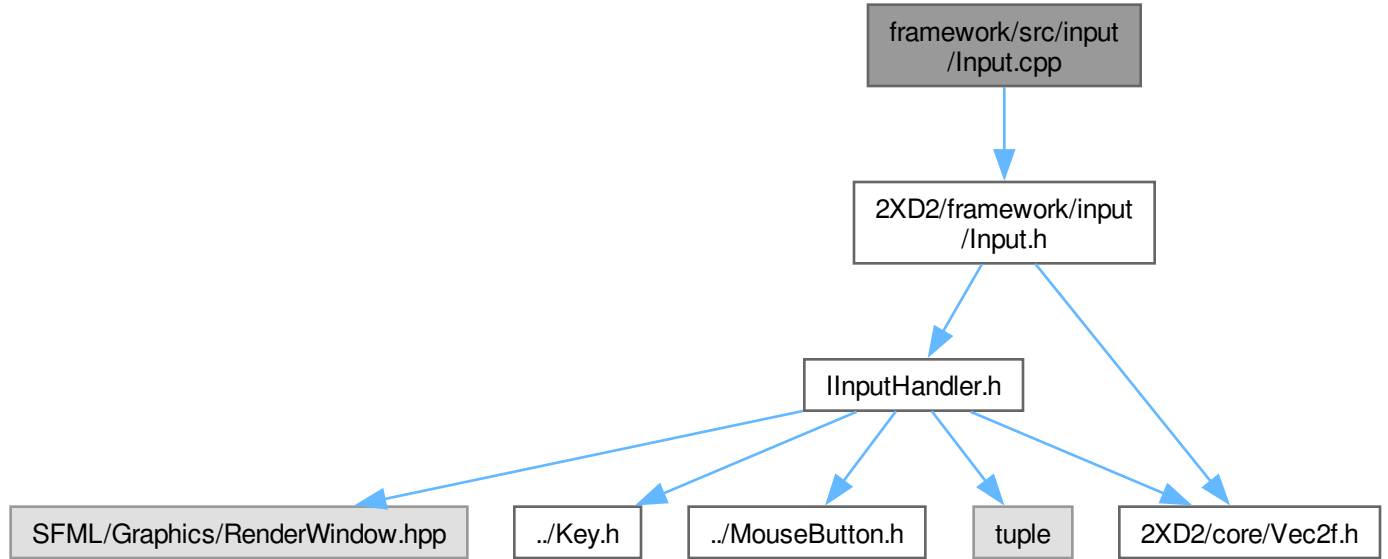 framework/src/input
/Input.cpp
2XD2/framework/input
/Input.h
IInputHandler.h
SFML/Graphics/RenderWindow.hpp
../Key.h
../MouseButton.h
tuple
2XD2/core/Vec2f.h